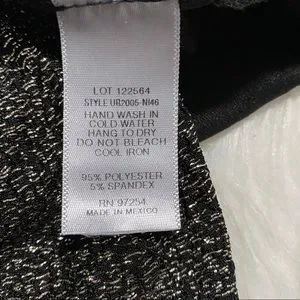 LOT 122564
STYLE UR2005-NI46
HAND WASH IN
COLD WATER
HANG TO DRY
DO NOT BLEACH
COOL IRON
95% POLYESTER
5% SPANDEX
RN 97254
MADE IN MEXICO